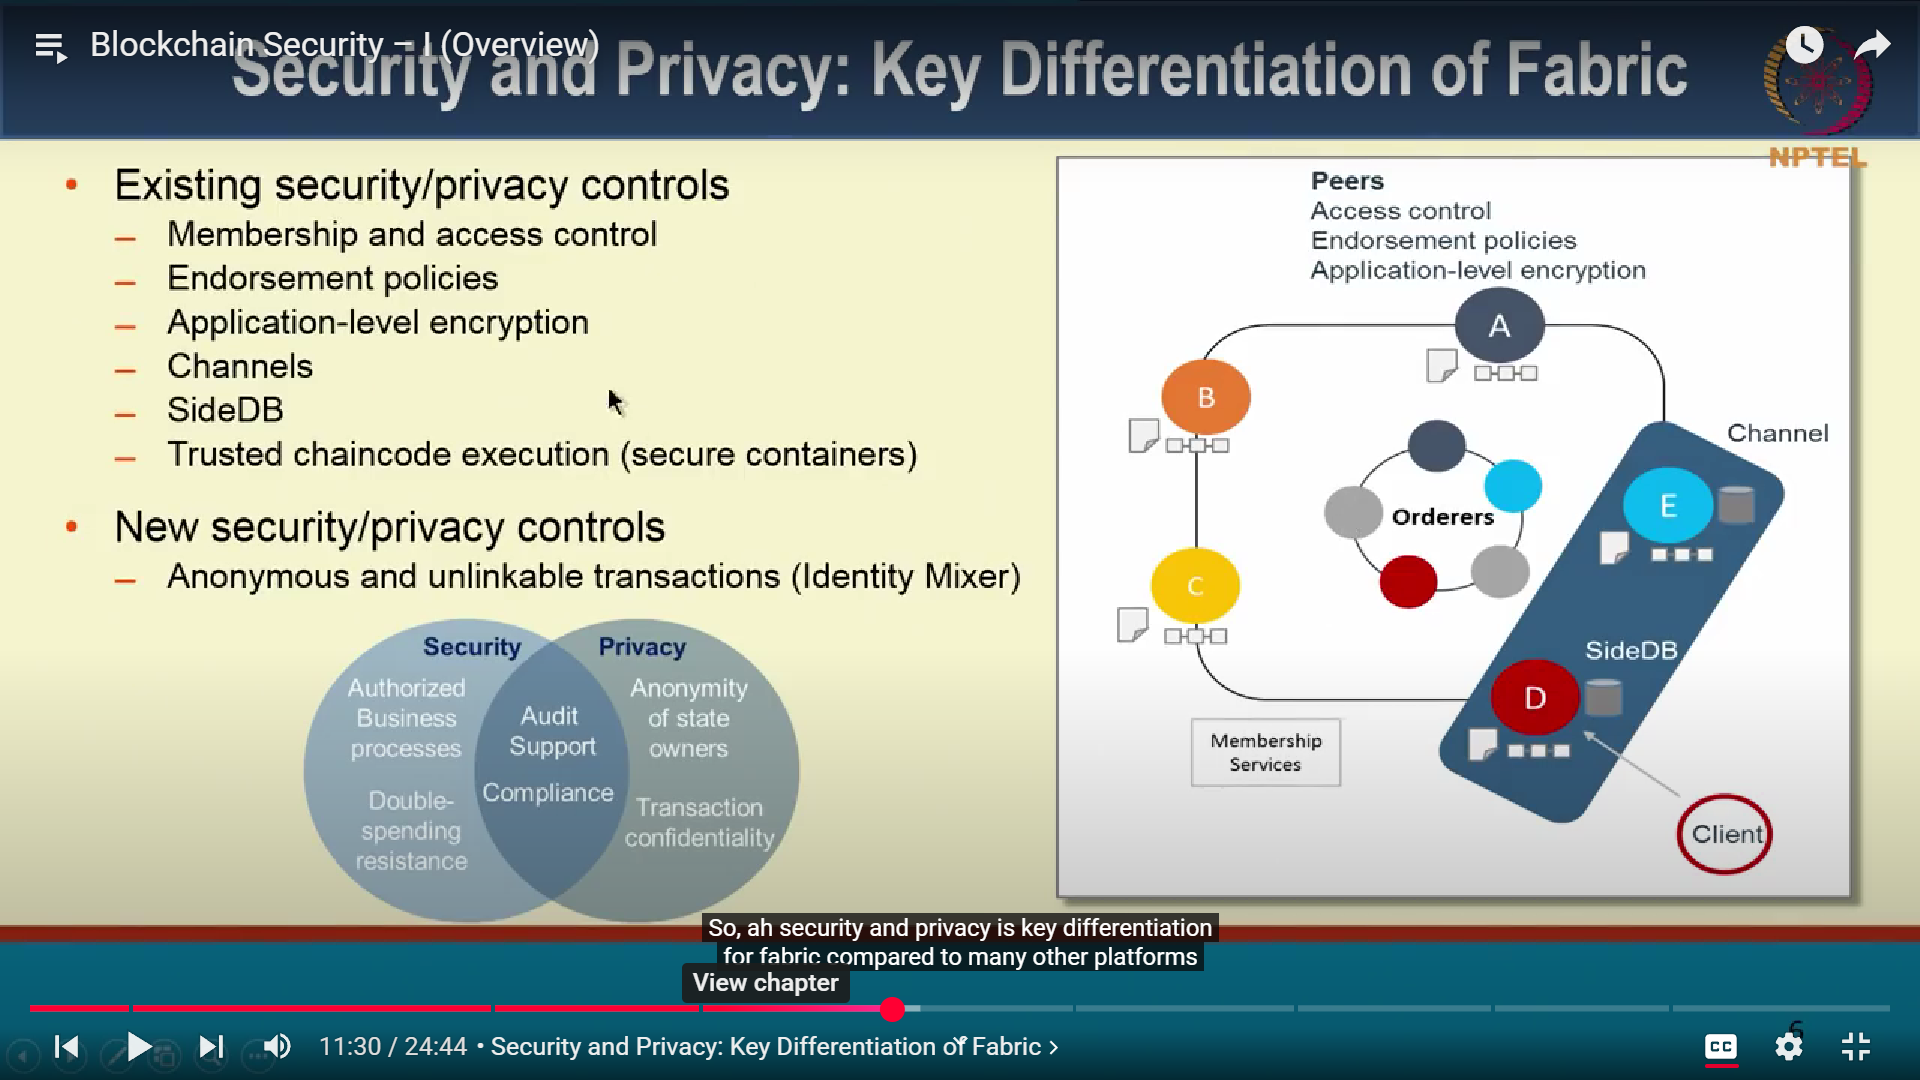 Blockchain Security – I (Overview)
Security and Privacy: Key Differentiation of Fabric
NPTEL
• Existing security/privacy controls
– Membership and access control
– Endorsement policies
– Application-level encryption
– Channels
– SideDB
– Trusted chaincode execution (secure containers)
• New security/privacy controls
– Anonymous and unlinkable transactions (Identity Mixer)
Security
Authorized
Business
processes
Double-
spending
resistance
Audit
Support
Compliance
Privacy
Anonymity
of state
owners
Transaction
confidentiality
Peers
Access control
Endorsement policies
Application-level encryption
A
B
C
Orderers
Channel
E
SideDB
D
Membership
Services
Client
So, ah security and privacy is key differentiation
for fabric compared to many other platforms
View chapter
6
11:30 / 24:44 • Security and Privacy: Key Differentiation of Fabric >
CC